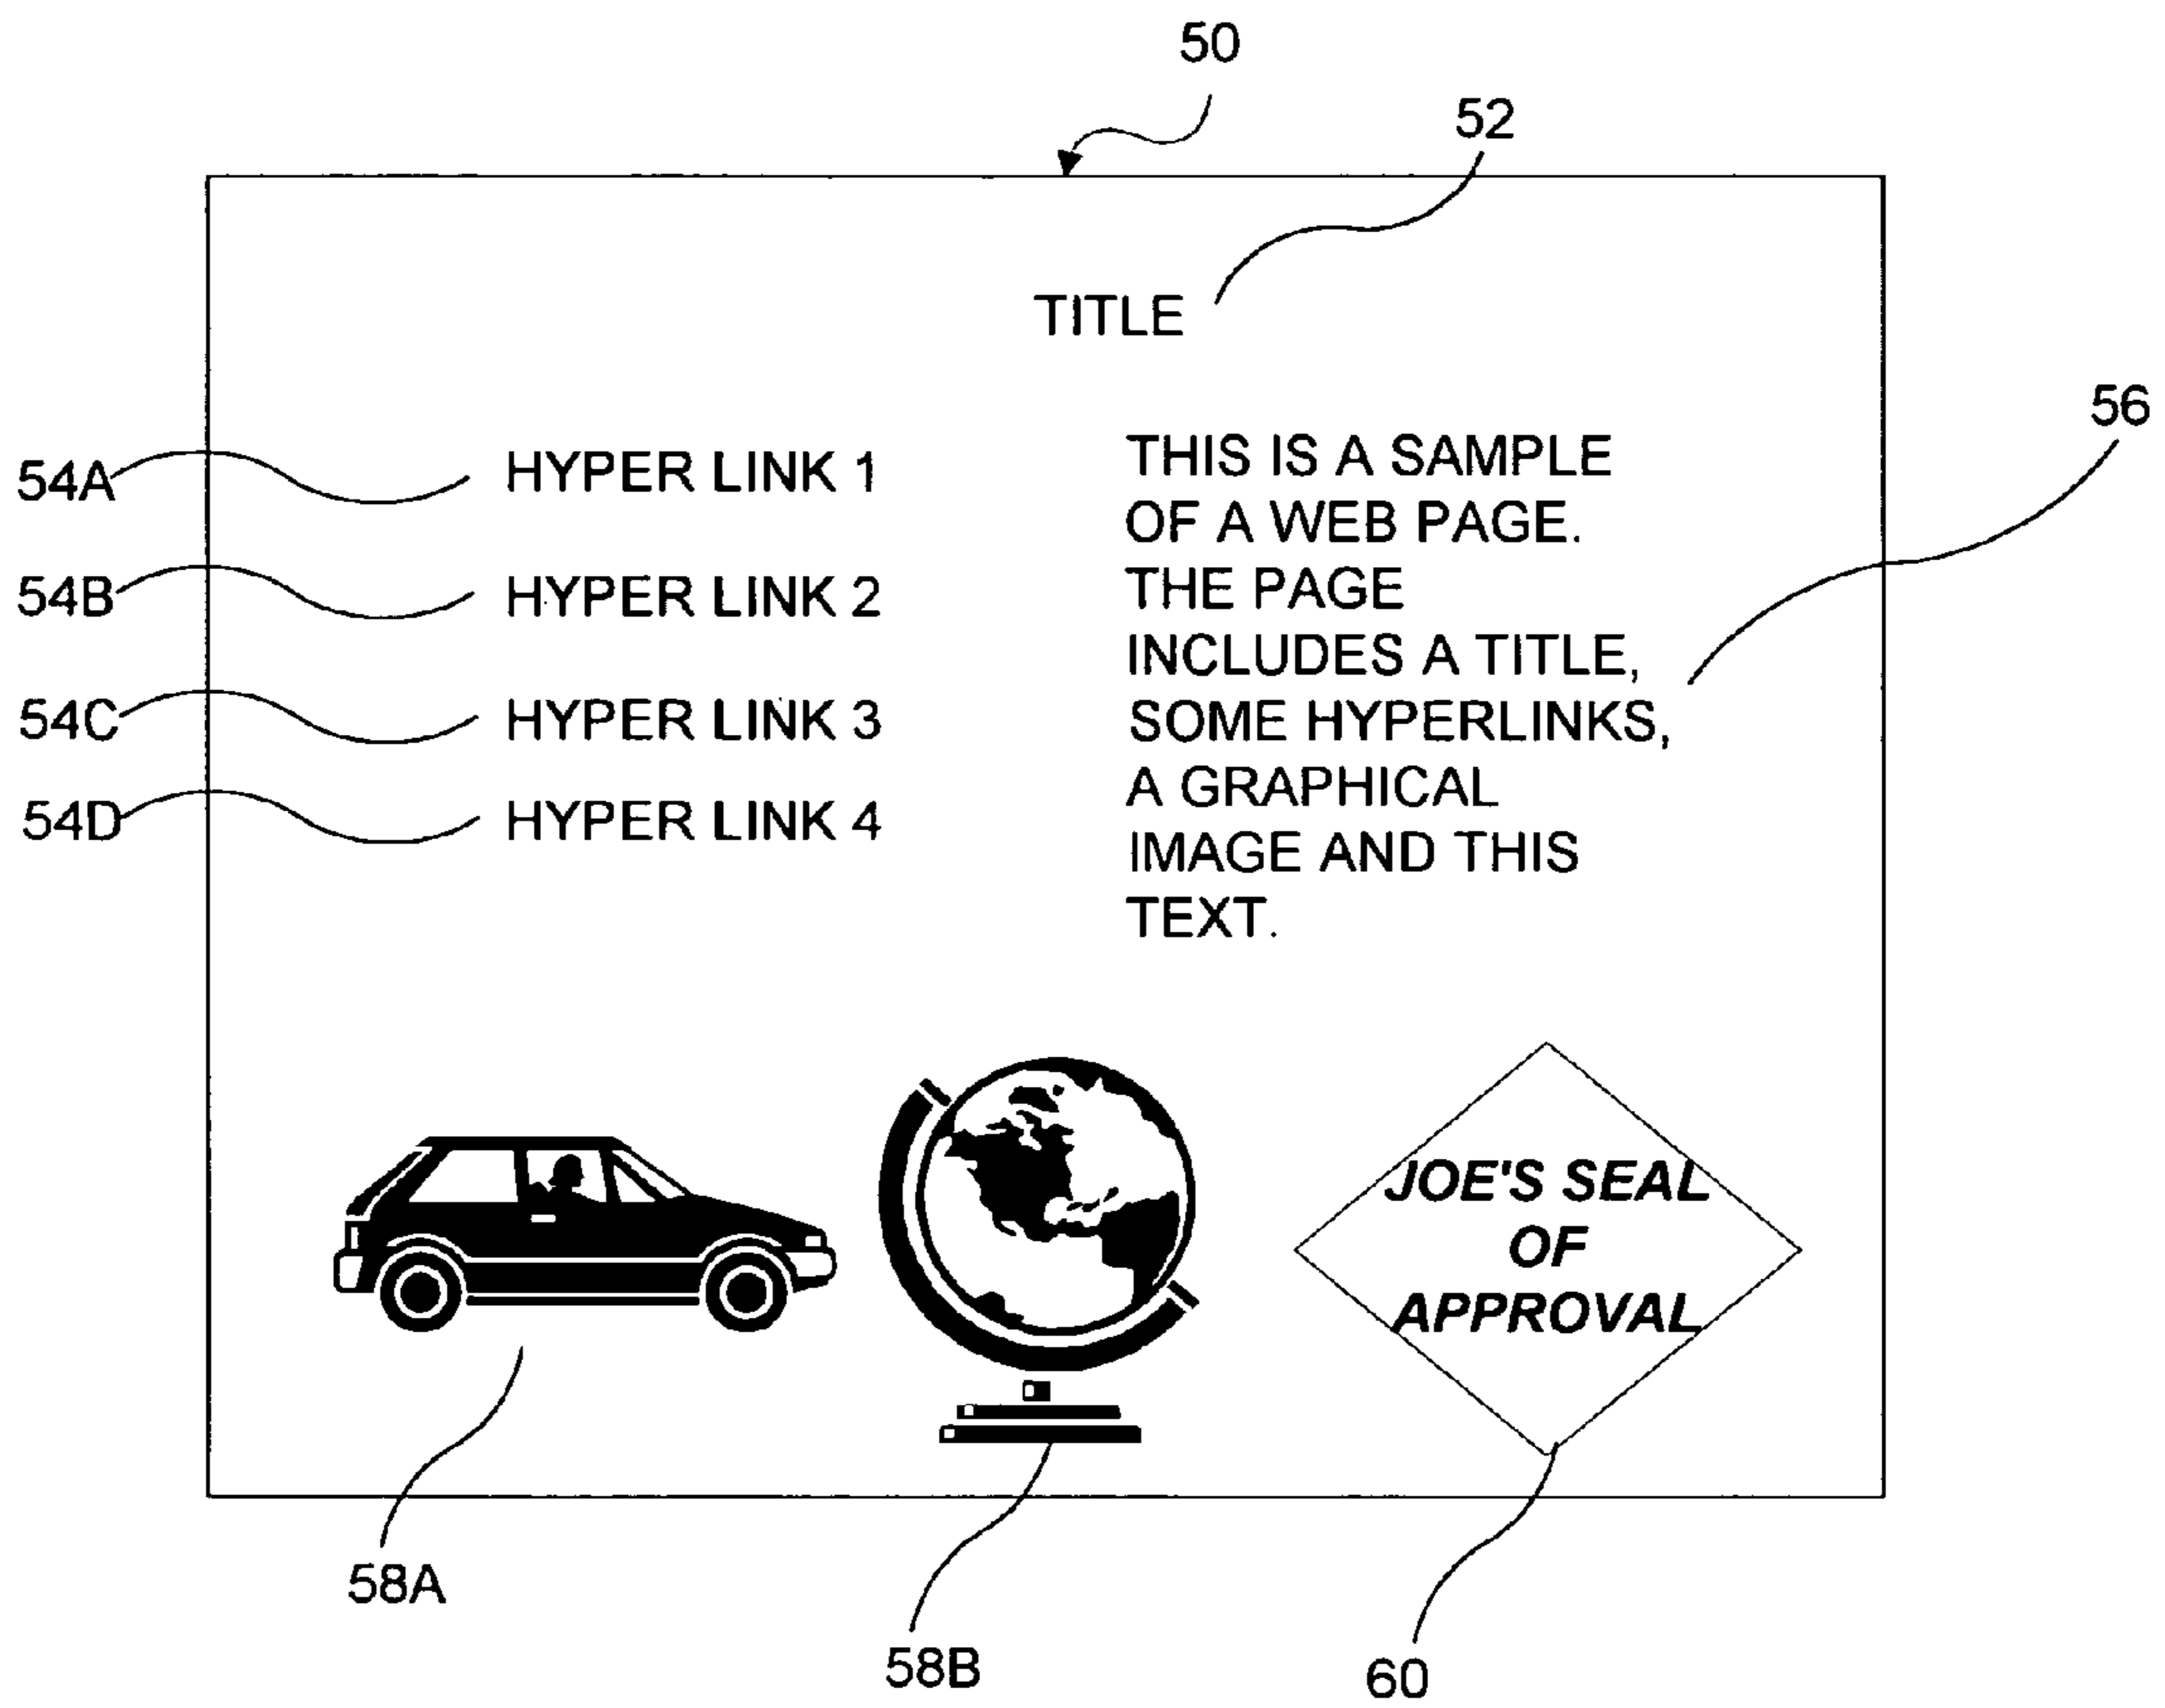 50
52
TITLE
56
54A
HYPER LINK 1
54B
HYPER LINK 2
54C
HYPER LINK 3
54D
HYPER LINK 4
THIS IS A SAMPLE
OF A WEB PAGE.
THE PAGE
INCLUDES A TITLE,
SOME HYPERLINKS,
A GRAPHICAL
IMAGE AND THIS
TEXT.
JOE'S SEAL
OF
APPROVAL
58A
58B
60